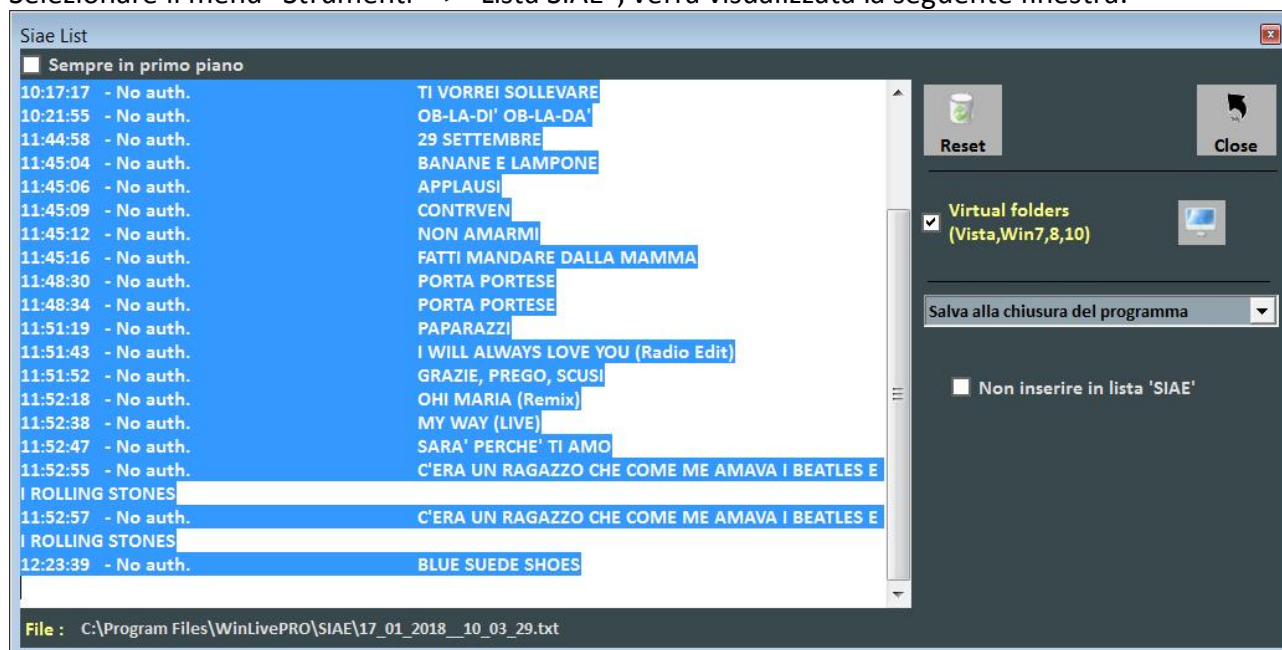 Selezionare il menu "Strumenti" -> "Lista SIAE", verrà visualizzata la seguente finestra:
Siae List
Sempre in primo piano
10:17:17 - No auth. TI VORREI SOLLEVARE
10:21:55 - No auth. OB-LA-DI' OB-LA-DA'
11:44:58 - No auth. 29 SETTEMBRE
11:45:04 - No auth. BANANE E LAMPONE
11:45:06 - No auth. APPLAUSI
11:45:09 - No auth. CONTRVEN
11:45:12 - No auth. NON AMARMI
11:45:16 - No auth. FATTI MANDARE DALLA MAMMA
11:48:30 - No auth. PORTA PORTESE
11:48:34 - No auth. PORTA PORTESE
11:51:19 - No auth. PAPARAZZI
11:51:43 - No auth. I WILL ALWAYS LOVE YOU (Radio Edit)
11:51:52 - No auth. GRAZIE, PREGO, SCUSI
11:52:18 - No auth. OHI MARIA (Remix)
11:52:38 - No auth. MY WAY (LIVE)
11:52:47 - No auth. SARA' PERCHE' TI AMO
11:52:55 - No auth. C'ERA UN RAGAZZO CHE COME ME AMAVA I BEATLES E
I ROLLING STONES
11:52:57 - No auth. C'ERA UN RAGAZZO CHE COME ME AMAVA I BEATLES E
I ROLLING STONES
12:23:39 - No auth. BLUE SUEDE SHOES
Reset
Close
Virtual folders
(Vista,Win7,8,10)
Salva alla chiusura del programma
Non inserire in lista 'SIAE'
File : C:\Program Files\WinLivePRO\SIAE\17_01_2018__10_03_29.txt